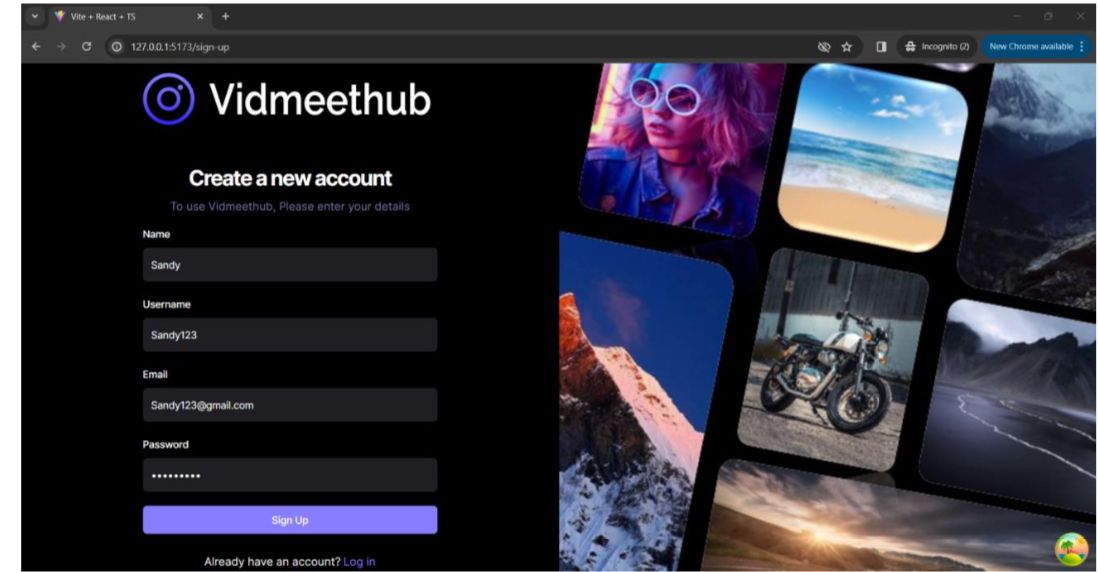 Vite + React + TS
127.0.0.1:5173/sign-up
Incognito (2)
New Chrome available
Vidmeethub
Create a new account
To use Vidmeethub, Please enter your details
Name
Sandy
Username
Sandy123
Email
Sandy123@gmail.com
Password
•••••••••
Sign Up
Already have an account? Log in